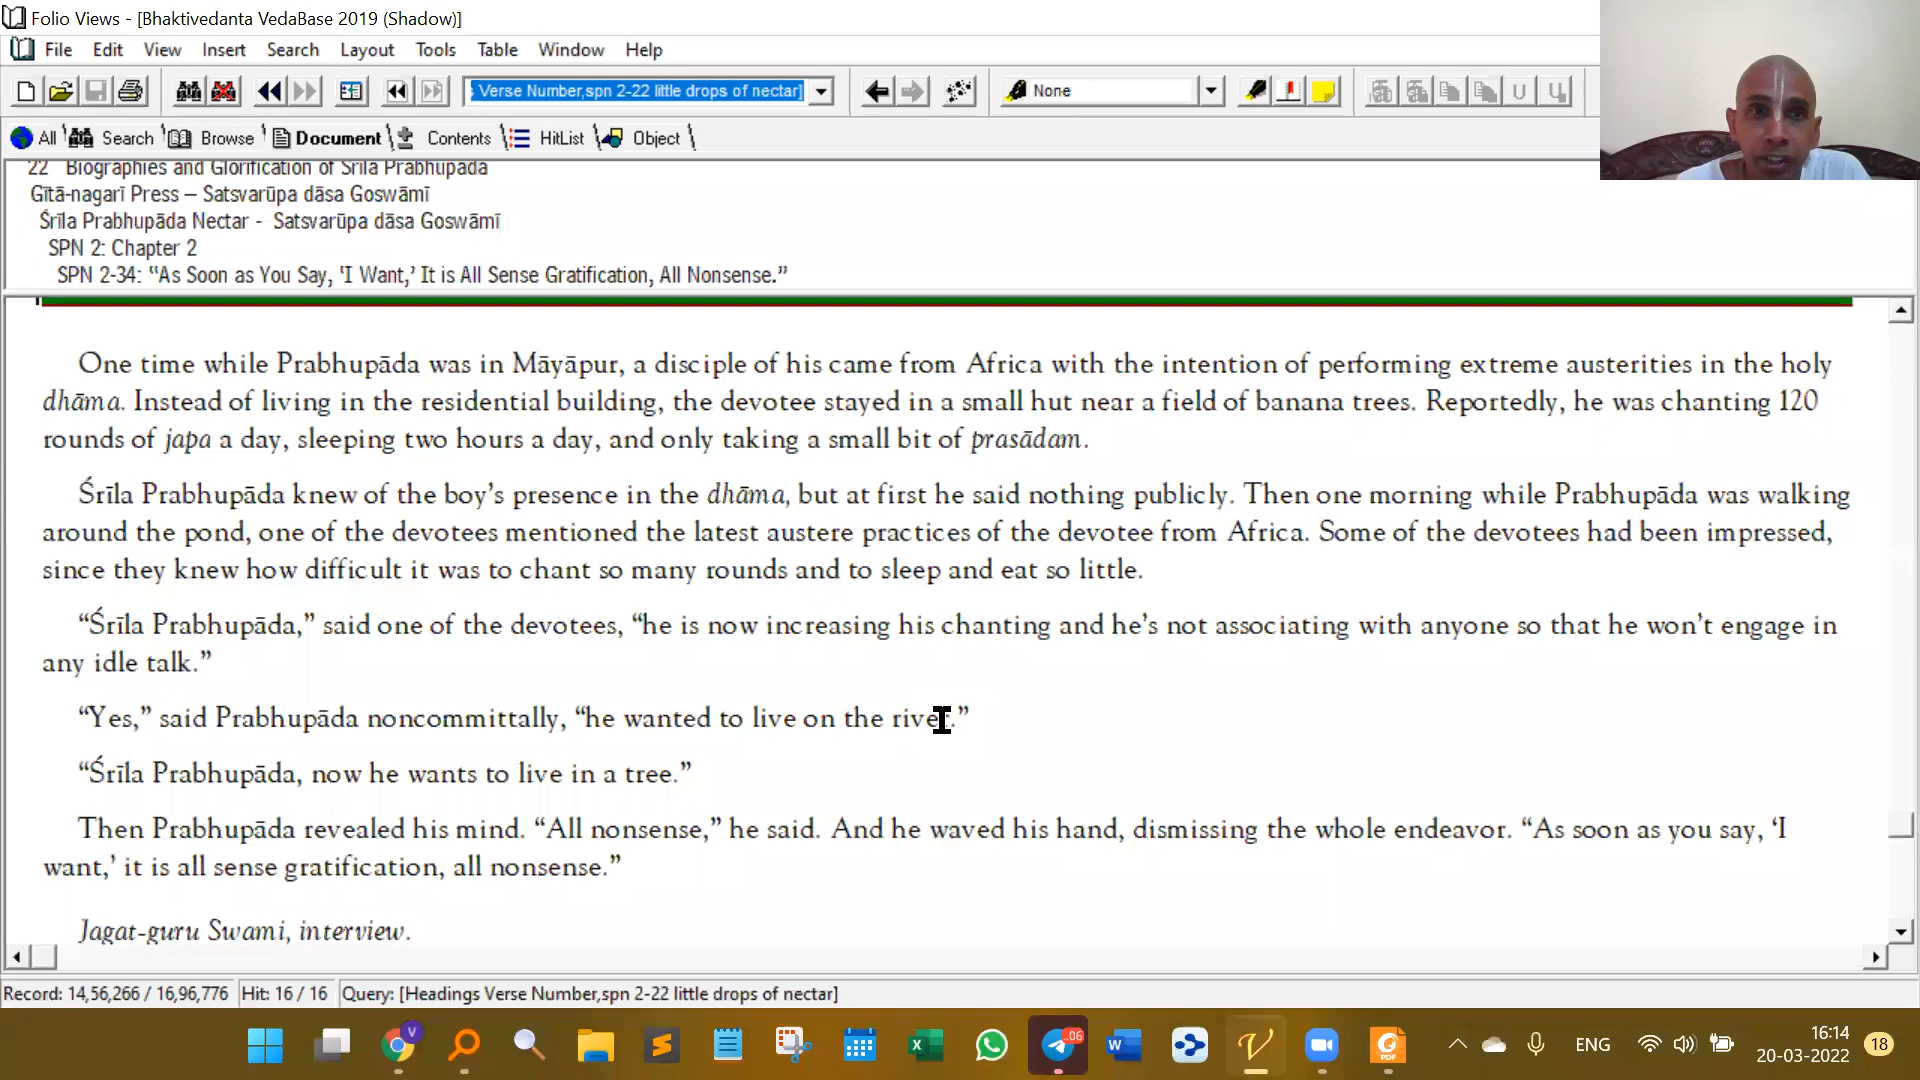 Folio Views - [Bhaktivedanta VedaBase 2019 (Shadow)]
File Edit View Insert Search Layout Tools Table Window Help
Verse Number,spn 2-22 little drops of nectar] None
All Search Browse Document Contents HitList Object
22 Biographies and Glorification of Śrīla Prabhupāda
Gītā-nagarī Press – Satsvarūpa dāsa Goswāmī
Śrīla Prabhupāda Nectar - Satsvarūpa dāsa Goswāmī
SPN 2: Chapter 2
SPN 2-34: “As Soon as You Say, ‘I Want,’ It is All Sense Gratification, All Nonsense.”
One time while Prabhupāda was in Māyāpur, a disciple of his came from Africa with the intention of performing extreme austerities in the holy
dhāma. Instead of living in the residential building, the devotee stayed in a small hut near a field of banana trees. Reportedly, he was chanting 120
rounds of japa a day, sleeping two hours a day, and only taking a small bit of prasādam.
Śrīla Prabhupāda knew of the boy’s presence in the dhāma, but at first he said nothing publicly. Then one morning while Prabhupāda was walking
around the pond, one of the devotees mentioned the latest austere practices of the devotee from Africa. Some of the devotees had been impressed,
since they knew how difficult it was to chant so many rounds and to sleep and eat so little.
“Śrīla Prabhupāda,” said one of the devotees, “he is now increasing his chanting and he’s not associating with anyone so that he won’t engage in
any idle talk.”
“Yes,” said Prabhupāda noncommittally, “he wanted to live on the river.”
“Śrīla Prabhupāda, now he wants to live in a tree.”
Then Prabhupāda revealed his mind. “All nonsense,” he said. And he waved his hand, dismissing the whole endeavor. “As soon as you say, ‘I
want,’ it is all sense gratification, all nonsense.”
Jagat-guru Swami, interview.
Record: 14,56,266 / 16,96,776 Hit: 16 / 16 Query: [Headings Verse Number,spn 2-22 little drops of nectar]
V ..06 PDF ENG 16:14 18
20-03-2022